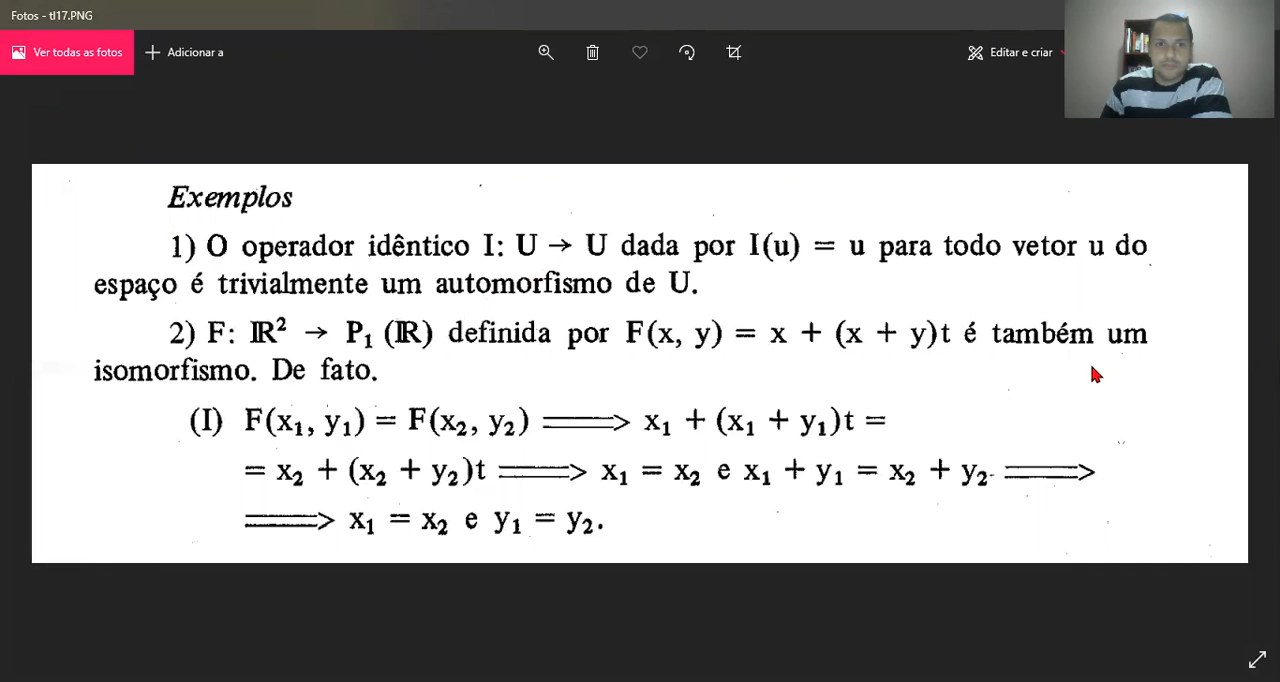 Fotos - tl17.PNG
Ver todas as fotos
Adicionar a
Editar e criar
Exemplos
1) O operador idêntico I: U → U dada por I(u) = u para todo vetor u do
espaço é trivialmente um automorfismo de U.
2) F: ℝ² → P₁ (ℝ) definida por F(x, y) = x + (x + y)t é também um
isomorfismo. De fato.
(I) F(x₁, y₁) = F(x₂, y₂) ⟹ x₁ + (x₁ + y₁)t =
= x₂ + (x₂ + y₂)t ⟹ x₁ = x₂ e x₁ + y₁ = x₂ + y₂ ⟹
⟹ x₁ = x₂ e y₁ = y₂.